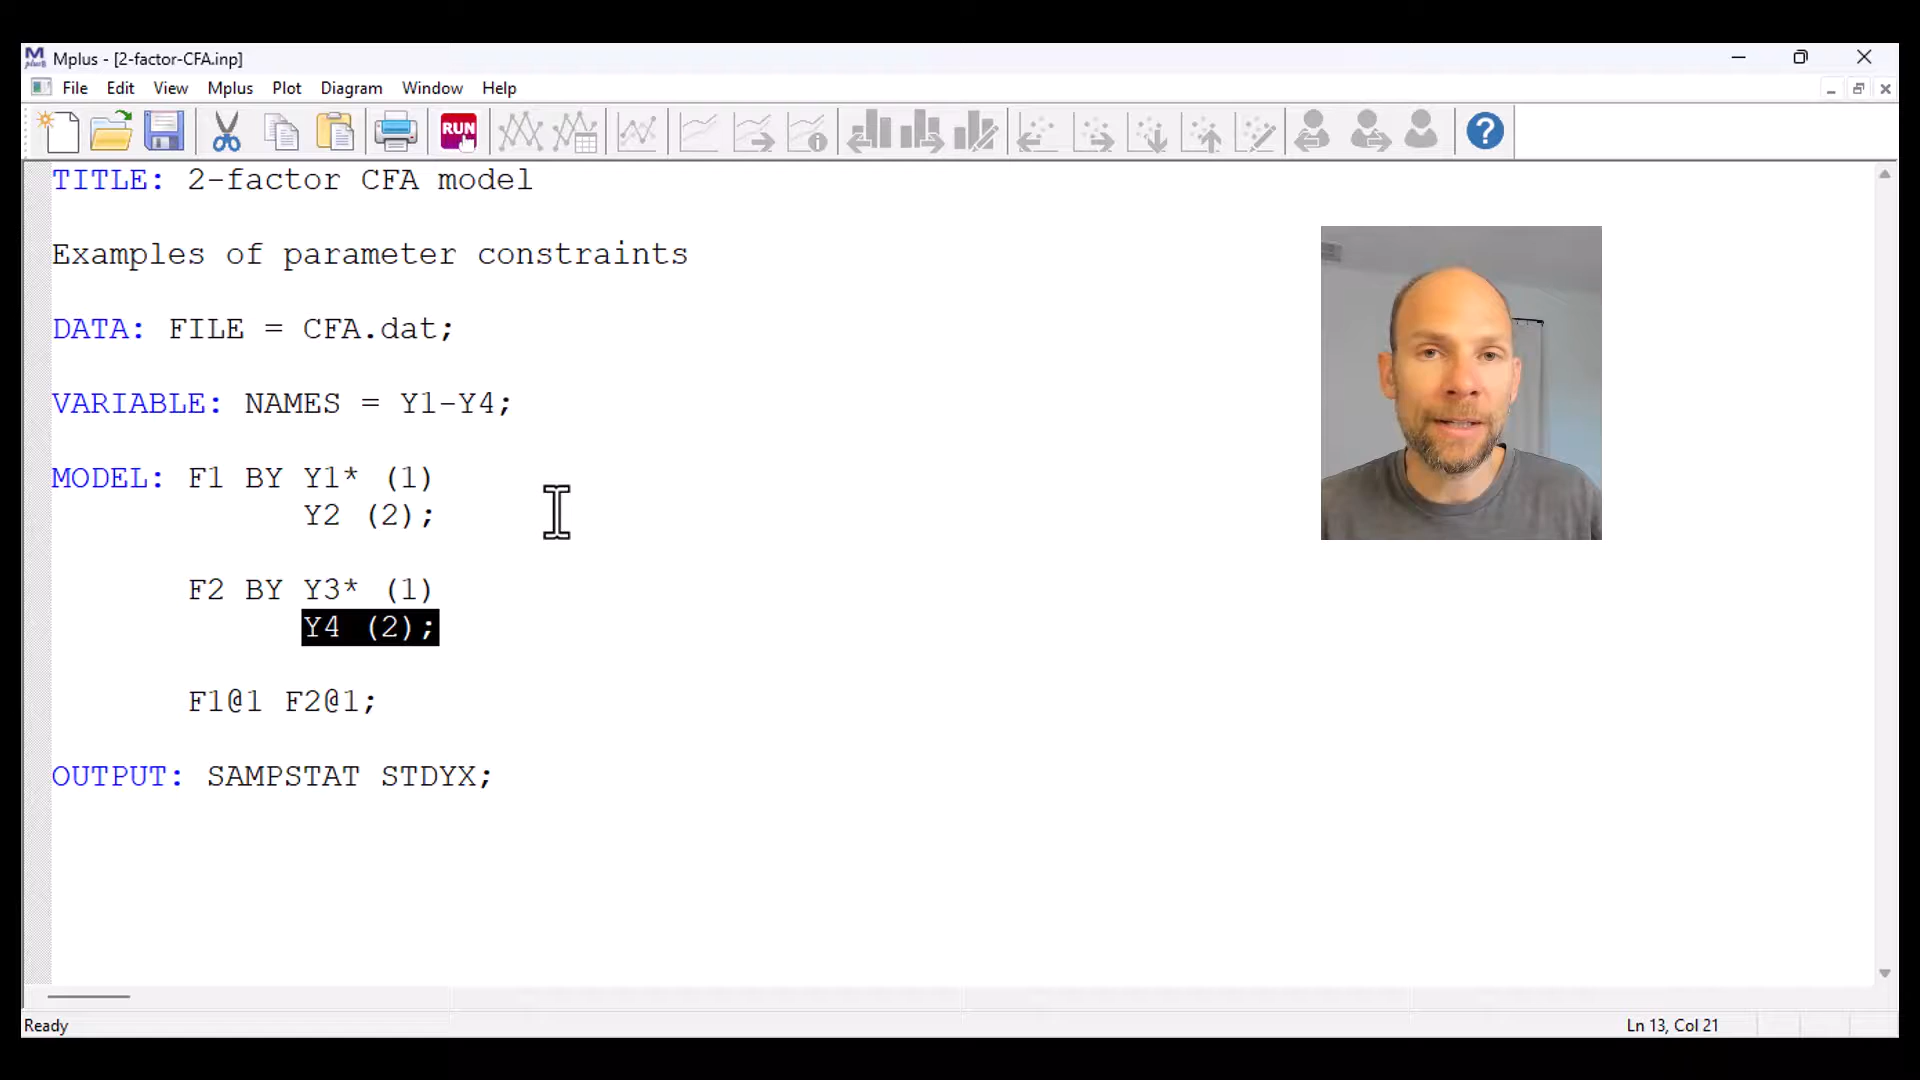 Mplus - [2-factor-CFA.inp]
File Edit View Mplus Plot Diagram Window Help
RUN
TITLE: 2-factor CFA model
Examples of parameter constraints
DATA: FILE = CFA.dat;
VARIABLE: NAMES = Y1-Y4;
MODEL: F1 BY Y1* (1)
Y2 (2);
F2 BY Y3* (1)
Y4 (2);
F1@1 F2@1;
OUTPUT: SAMPSTAT STDYX;
Ready
Ln 13, Col 21